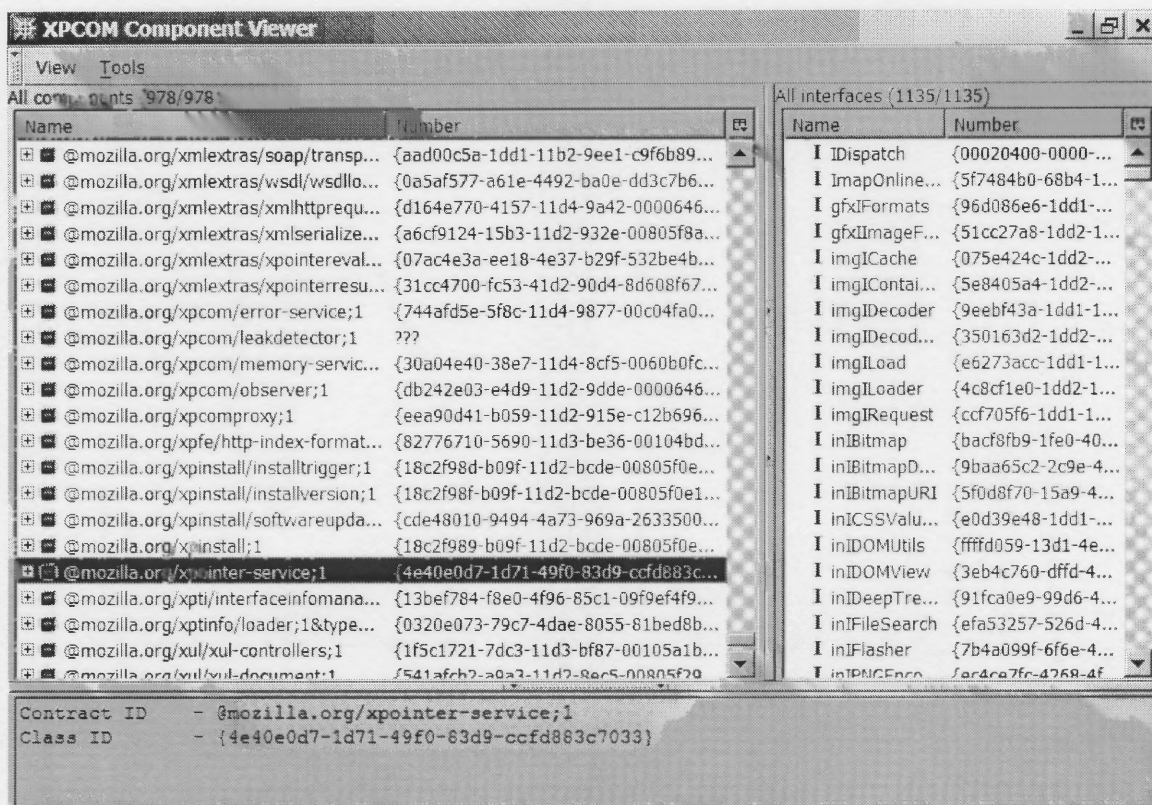 XPCOM Component Viewer
View Tools
All components 978/978
All interfaces (1135/1135)
Name Number
Name Number
@mozilla.org/xmlextras/soap/transp... {aad00c5a-1dd1-11b2-9ee1-c9f6b89...
@mozilla.org/xmlextras/wsdl/wsdllo... {0a5af577-a61e-4492-ba0e-dd3c7b6...
@mozilla.org/xmlextras/xmlhttprequ... {d164e770-4157-11d4-9a42-0000646...
@mozilla.org/xmlextras/xmlserialize... {a6cf9124-15b3-11d2-932e-00805f8a...
@mozilla.org/xmlextras/xpointereval... {07ac4e3a-ee18-4e37-b29f-532be4b...
@mozilla.org/xmlextras/xpointerresu... {31cc4700-fc53-41d2-90d4-8d608f67...
@mozilla.org/xpcom/error-service;1 {744afd5e-5f8c-11d4-9877-00c04fa0...
@mozilla.org/xpcom/leakdetector;1 ???
@mozilla.org/xpcom/memory-servic... {30a04e40-38e7-11d4-8cf5-0060b0fc...
@mozilla.org/xpcom/observer;1 {db242e03-e4d9-11d2-9dde-0000646...
@mozilla.org/xpcomproxy;1 {eea90d41-b059-11d2-915e-c12b696...
@mozilla.org/xpfe/http-index-format... {82776710-5690-11d3-be36-00104bd...
@mozilla.org/xpinstall/installtrigger;1 {18c2f98d-b09f-11d2-bcde-00805f0e...
@mozilla.org/xpinstall/installversion;1 {18c2f98f-b09f-11d2-bcde-00805f0e1...
@mozilla.org/xpinstall/softwareupda... {cde48010-9494-4a73-969a-2633500...
@mozilla.org/xpinstall;1 {18c2f989-b09f-11d2-bcde-00805f0e...
@mozilla.org/xpointer-service;1 {4e40e0d7-1d71-49f0-83d9-ccfd883c...
@mozilla.org/xpti/interfaceinfomana... {13bef784-f8e0-4f96-85c1-09f9ef4f9...
@mozilla.org/xptinfo/loader;1&type... {0320e073-79c7-4dae-8055-81bed8b...
@mozilla.org/xul/xul-controllers;1 {1f5c1721-7dc3-11d3-bf87-00105a1b...
@mozilla.org/xul/xul-document;1 {541afcb2-a9a3-11d2-8ec5-00805f29...
I IDispatch {00020400-0000-...
I ImapOnline... {5f7484b0-68b4-1...
I gfxIFormats {96d086e6-1dd1-...
I gfxIImageF... {51cc27a8-1dd2-1...
I imgICache {075e424c-1dd2-...
I imgIContai... {5e8405a4-1dd2-...
I imgIDecoder {9eebf43a-1dd1-1...
I imgIDecod... {350163d2-1dd2-...
I imgILoad {e6273acc-1dd1-1...
I imgILoader {4c8cf1e0-1dd2-1...
I imgIRequest {ccf705f6-1dd1-1...
I inIBitmap {bacf8fb9-1fe0-40...
I inIBitmapD... {9baa65c2-2c9e-4...
I inIBitmapURI {5f0d8f70-15a9-4...
I inICSSValu... {e0d39e48-1dd1-...
I inIDOMUtils {ffffd059-13d1-4e...
I inIDOMView {3eb4c760-dffd-4...
I inIDeepTre... {91fca0e9-99d6-4...
I inIFileSearch {efa53257-526d-4...
I inIFlasher {7b4a099f-6f6e-4...
I inIPNGEnco {ec4ce7fc-4268-4f
Contract ID - @mozilla.org/xpointer-service;1
Class ID - {4e40e0d7-1d71-49f0-83d9-ccfd883c7033}